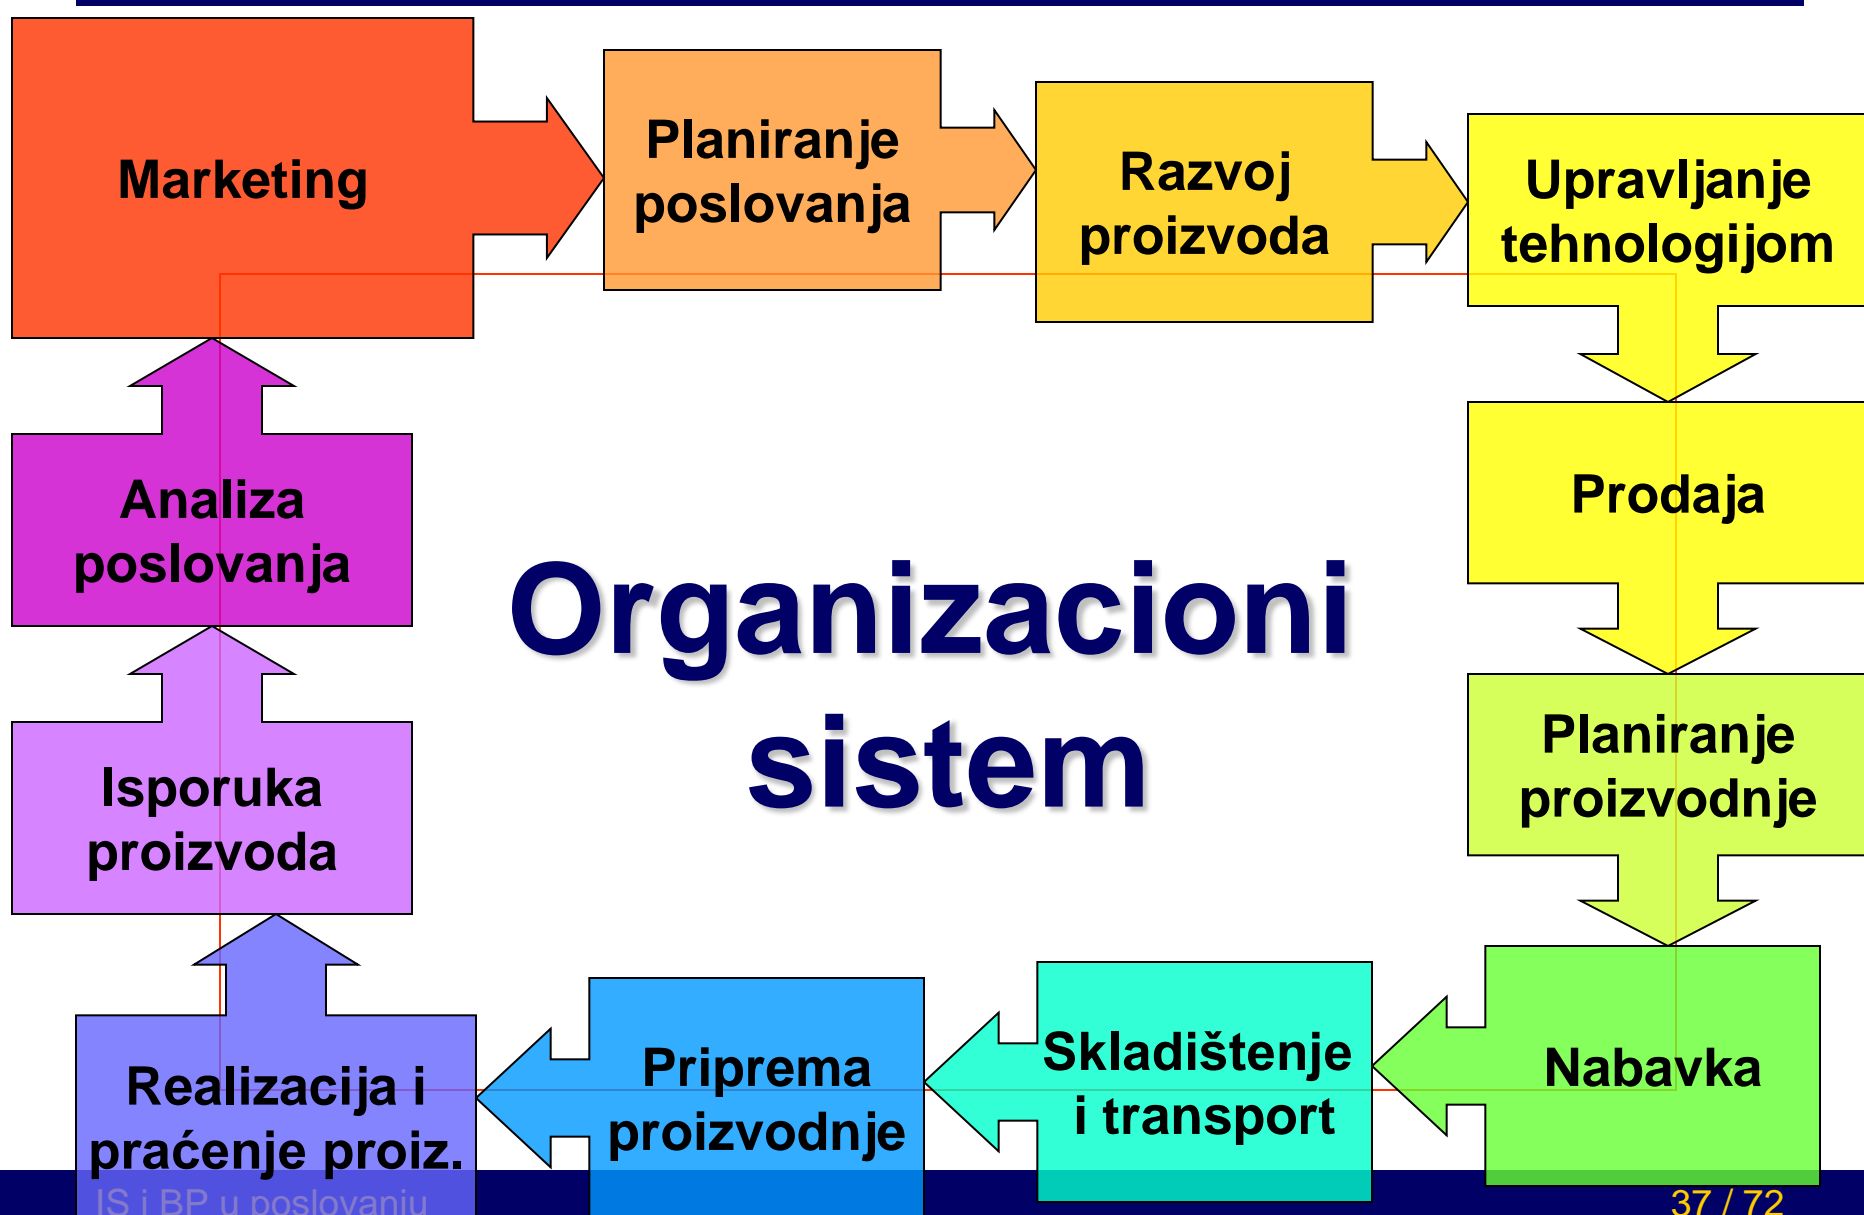 Marketing
Planiranje
poslovanja
Razvoj
proizvoda
Upravljanje
tehnologijom
Prodaja
Planiranje
proizvodnje
Nabavka
Skladištenje
i transport
Priprema
proizvodnje
Realizacija i
praćenje proiz.
Isporuka
proizvoda
Analiza
poslovanja
Organizacioni
sistem
IS i BP u poslovanju
37 / 72